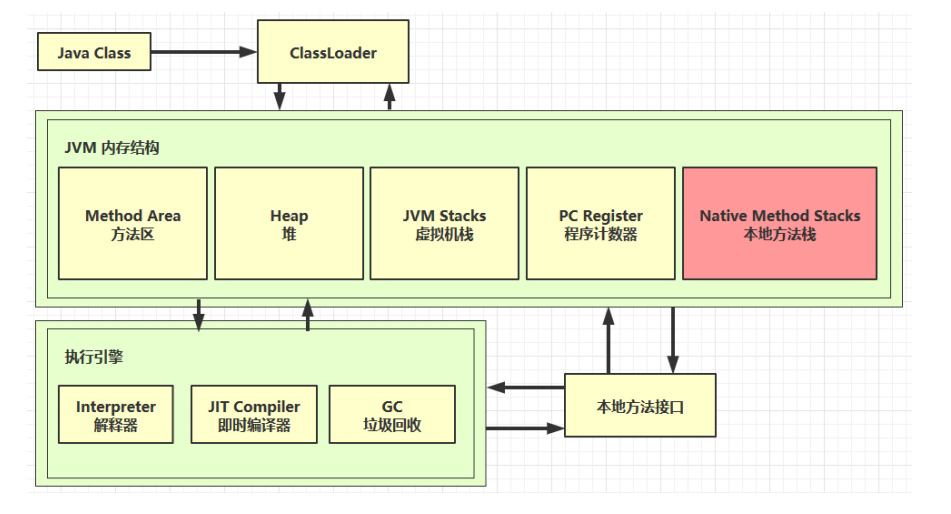 Java Class
ClassLoader
JVM 内存结构
Method Area
方法区
Heap
堆
JVM Stacks
虚拟机栈
PC Register
程序计数器
Native Method Stacks
本地方法栈
执行引擎
Interpreter
解释器
JIT Compiler
即时编译器
GC
垃圾回收
本地方法接口